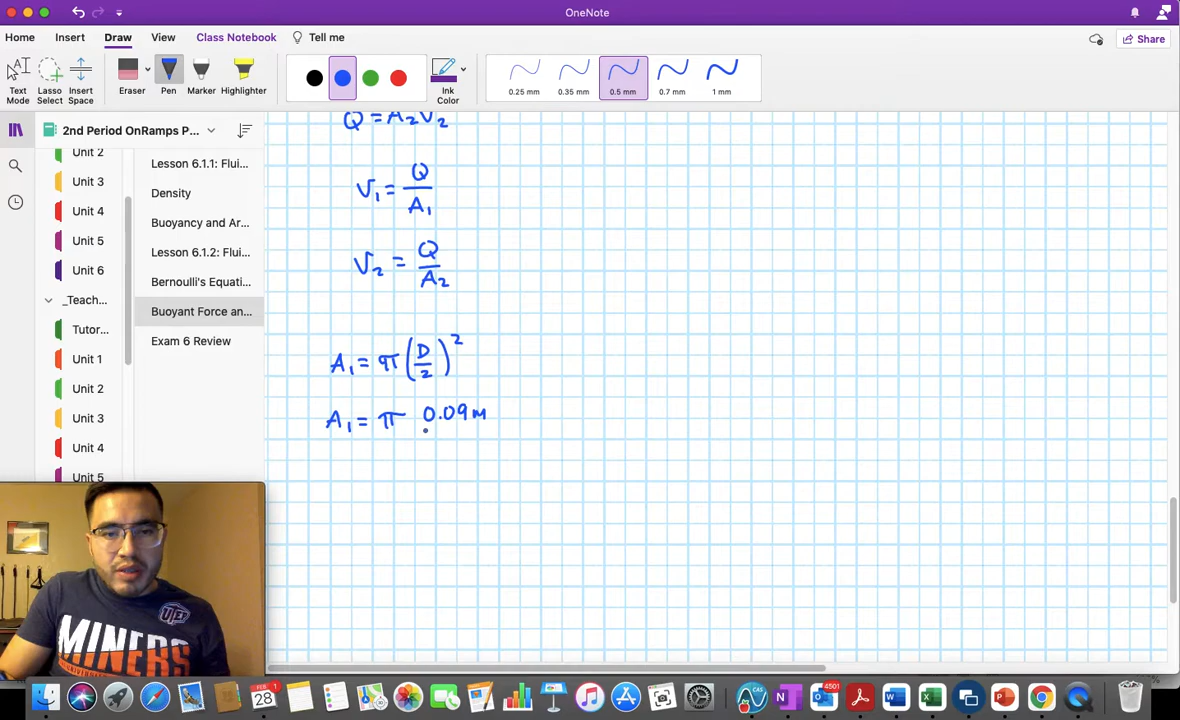 OneNote
Home Insert Draw View Class Notebook Tell me Share
Text Mode Lasso Select Insert Space Eraser Pen Marker Highlighter Ink Color 0.25 mm 0.35 mm 0.5 mm 0.7 mm 1 mm
2nd Period OnRamps P...
Unit 2
Unit 3
Unit 4
Unit 5
Unit 6
_Teach...
Tutor...
Unit 1
Unit 2
Unit 3
Unit 4
Unit 5
Lesson 6.1.1: Flui...
Density
Buoyancy and Ar...
Lesson 6.1.2: Flui...
Bernoulli's Equati...
Buoyant Force an...
Exam 6 Review
Q = A₂V₂
V₁ = Q/A₁
V₂ = Q/A₂
A₁ = π(D/2)²
A₁ = π 0.09m
UTEP
MINERS
FEB 28
CAS
4501